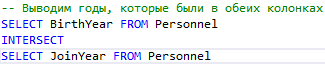 -- Выводим годы, которые были в обеих колонках
SELECT BirthYear FROM Personnel
INTERSECT
SELECT JoinYear FROM Personnel